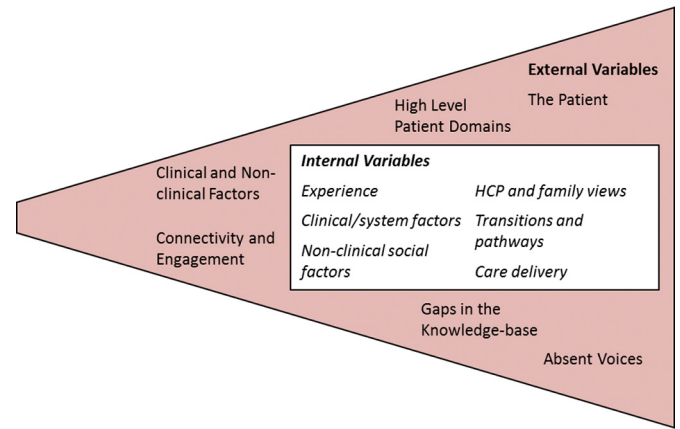 External Variables
The Patient
High Level
Patient Domains
Clinical and Non-
clinical Factors
Connectivity and
Engagement
Internal Variables
Experience
Clinical/system factors
Non-clinical social
factors
HCP and family views
Transitions and
pathways
Care delivery
Gaps in the
Knowledge-base
Absent Voices